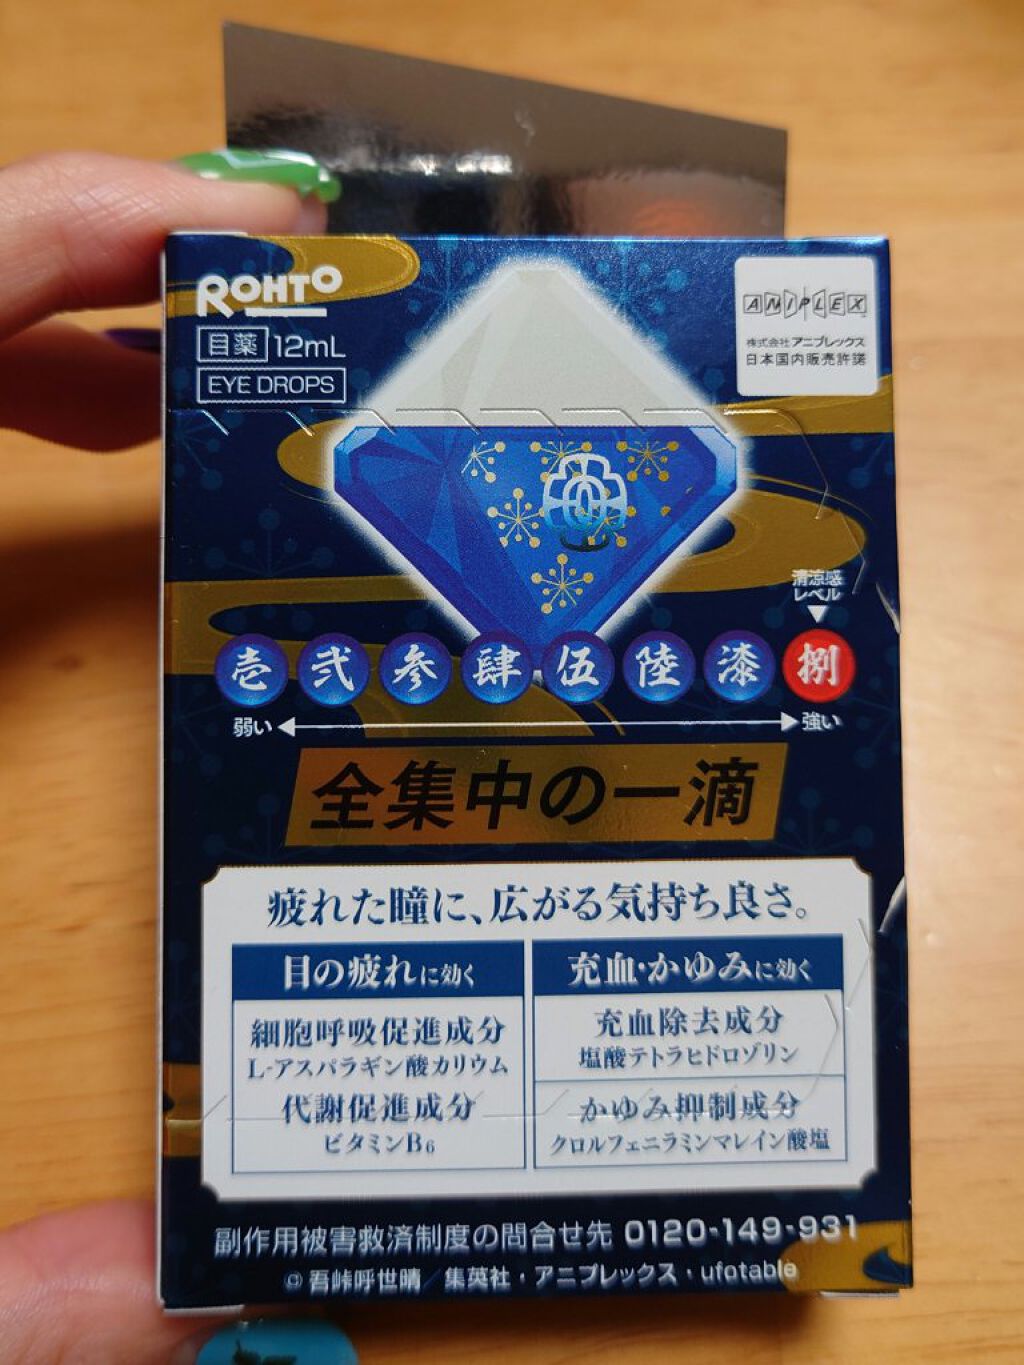 ROHTO
目薬 12mL
EYE DROPS
ANIPLEX
株式会社アニプレックス
日本国内販売許諾
清涼感
レベル
壱 弐 参 肆 伍 陸 漆 捌
弱い 強い
全集中の一滴
疲れた瞳に、広がる気持ち良さ。
目の疲れに効く
細胞呼吸促進成分
L-アスパラギン酸カリウム
代謝促進成分
ビタミンB6
充血・かゆみに効く
充血除去成分
塩酸テトラヒドロゾリン
かゆみ抑制成分
クロルフェニラミンマレイン酸塩
副作用被害救済制度の問合せ先 0120-149-931
©吾峠呼世晴／集英社・アニプレックス・ufotable